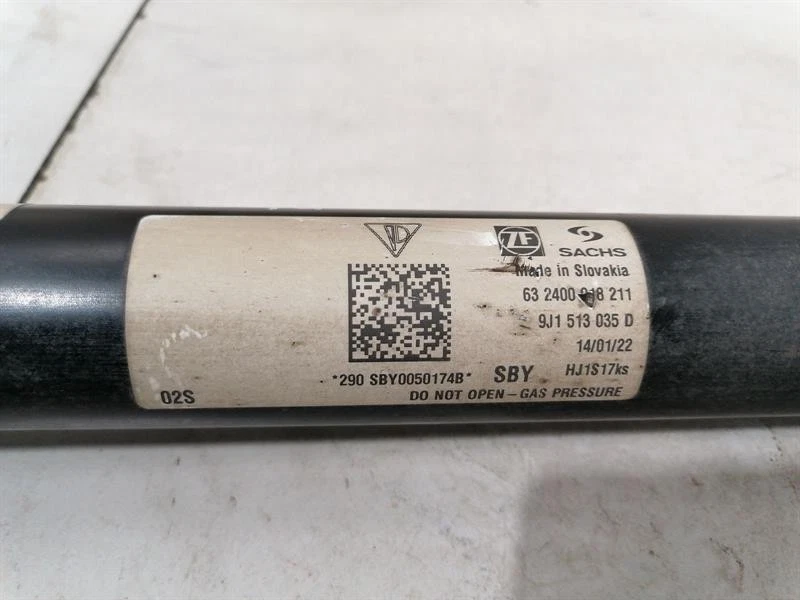 ZF SACHS
Made in Slovakia
63 2400 018 211
9J1 513 035 D
14/01/22
*290 SBY0050174B* SBY HJ1S17ks
02S DO NOT OPEN – GAS PRESSURE